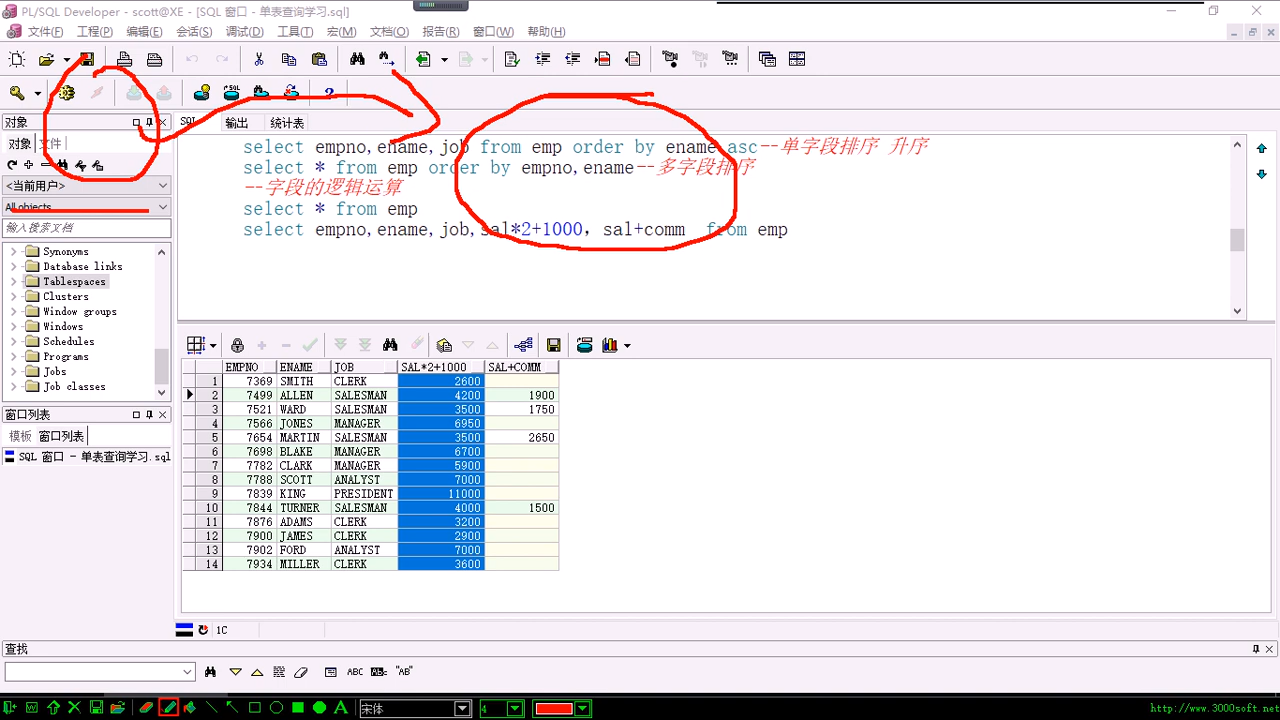 PL/SQL Developer - scott@XE - [SQL 窗口 - 单表查询学习.sql]
文件(F) 工程(P) 编辑(E) 会话(S) 调试(D) 工具(T) 宏(M) 文档(O) 报告(R) 窗口(W) 帮助(H)
对象
SQL 输出 统计表
对象 文件
<当前用户>
All objects
输入搜索文档
Synonyms
Database links
Tablespaces
Clusters
Window groups
Windows
Schedules
Programs
Jobs
Job classes
窗口列表
模板 窗口列表
SQL 窗口 - 单表查询学习.sql
select empno,ename,job from emp order by ename asc--单字段排序 升序
select * from emp order by empno,ename--多字段排序
--字段的逻辑运算
select * from emp
select empno,ename,job,sal*2+1000, sal+comm from emp
EMPNO ENAME JOB SAL*2+1000 SAL+COMM
1 7369 SMITH CLERK 2600
2 7499 ALLEN SALESMAN 4200 1900
3 7521 WARD SALESMAN 3500 1750
4 7566 JONES MANAGER 6950
5 7654 MARTIN SALESMAN 3500 2650
6 7698 BLAKE MANAGER 6700
7 7782 CLARK MANAGER 5900
8 7788 SCOTT ANALYST 7000
9 7839 KING PRESIDENT 11000
10 7844 TURNER SALESMAN 4000 1500
11 7876 ADAMS CLERK 3200
12 7900 JAMES CLERK 2900
13 7902 FORD ANALYST 7000
14 7934 MILLER CLERK 3600
查找
ABC "AB"
宋体 4 http://www.3000soft.net